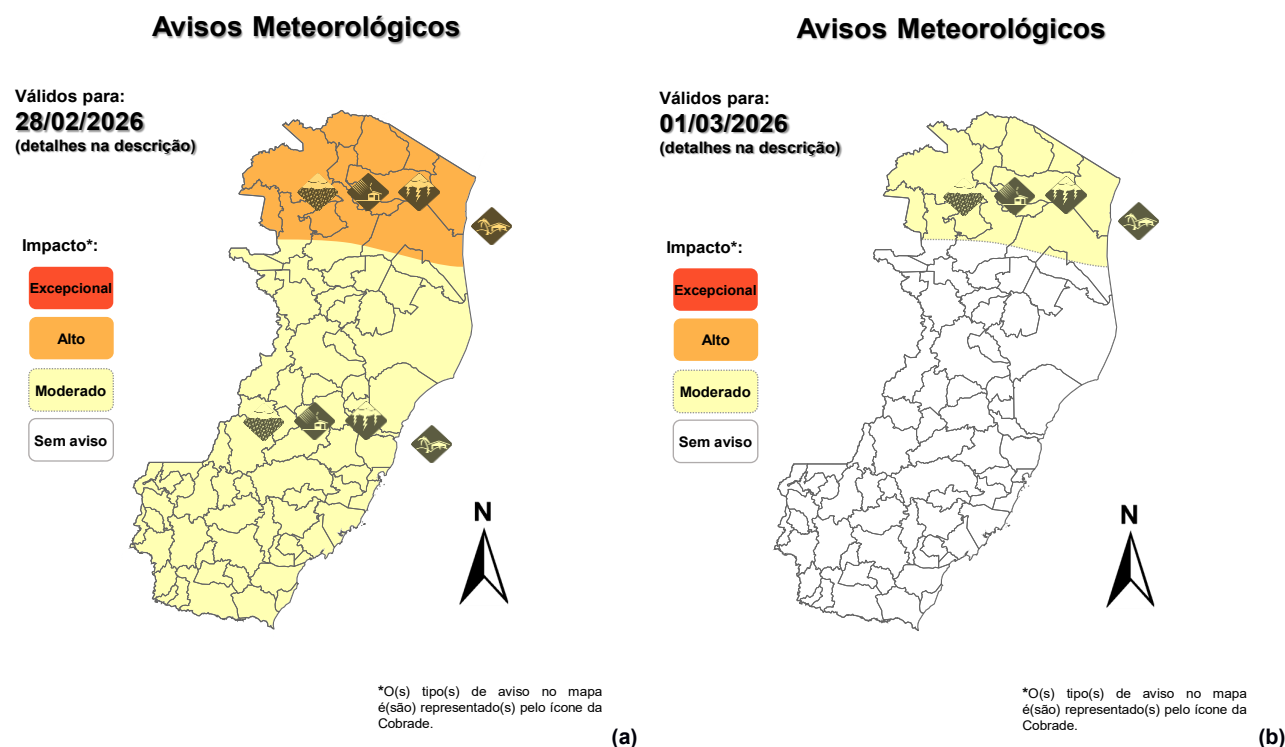 Avisos Meteorológicos
Válidos para:
28/02/2026
(detalhes na descrição)
Impacto*:
Excepcional
Alto
Moderado
Sem aviso
N
*O(s) tipo(s) de aviso no mapa
é(são) representado(s) pelo ícone da
Cobrade.
(a)
Avisos Meteorológicos
Válidos para:
01/03/2026
(detalhes na descrição)
Impacto*:
Excepcional
Alto
Moderado
Sem aviso
N
*O(s) tipo(s) de aviso no mapa
é(são) representado(s) pelo ícone da
Cobrade.
(b)